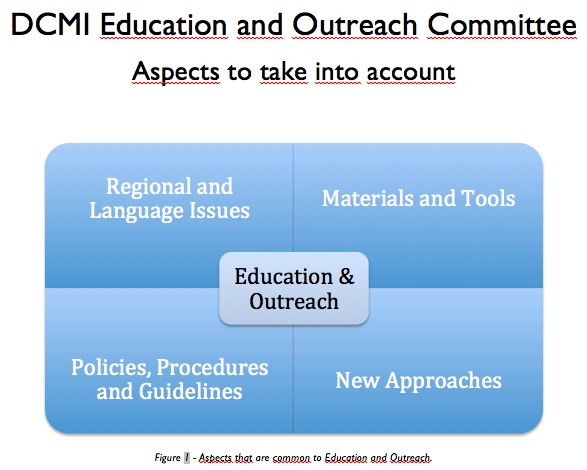 DCMI Education and Outreach Committee
Aspects to take into account
Regional and
Language Issues
Materials and Tools
Education &
Outreach
Policies, Procedures
and Guidelines
New Approaches
Figure 1 - Aspects that are common to Education and Outreach.